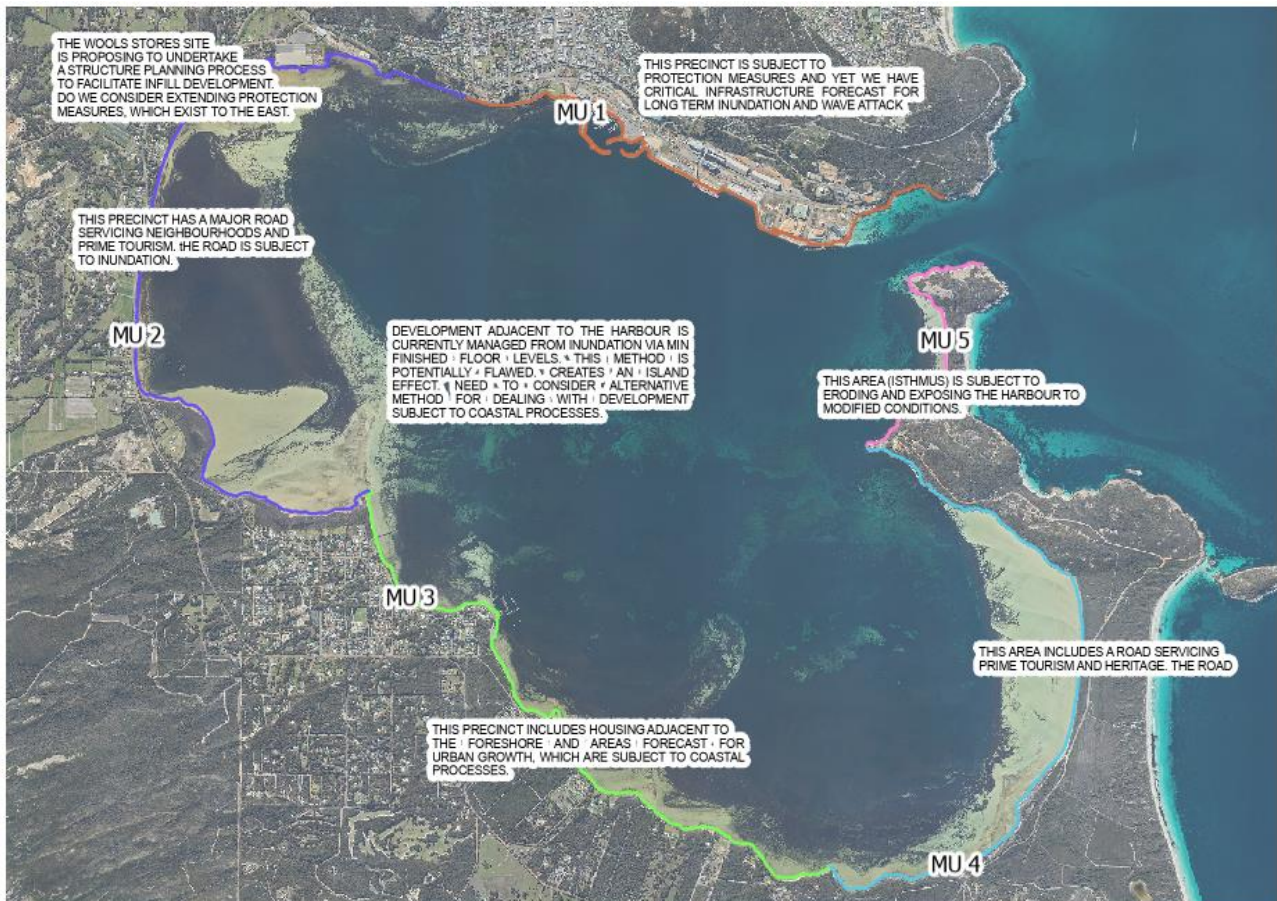 THE WOOLS STORES SITE
IS PROPOSING TO UNDERTAKE
A STRUCTURE PLANNING PROCESS
TO FACILITATE INFILL DEVELOPMENT.
DO WE CONSIDER EXTENDING PROTECTION
MEASURES, WHICH EXIST TO THE EAST.
THIS PRECINCT IS SUBJECT TO
PROTECTION MEASURES AND YET WE HAVE
CRITICAL INFRASTRUCTURE FORECAST FOR
LONG TERM INUNDATION AND WAVE ATTACK
MU 1
THIS PRECINCT HAS A MAJOR ROAD
SERVICING NEIGHBOURHOODS AND
PRIME TOURISM. tHE ROAD IS SUBJECT
TO INUNDATION.
MU 2
DEVELOPMENT ADJACENT TO THE HARBOUR IS
CURRENTLY MANAGED FROM INUNDATION VIA MIN
FINISHED FLOOR LEVELS. THIS METHOD IS
POTENTIALLY FLAWED. CREATES AN ISLAND
EFFECT. NEED TO CONSIDER ALTERNATIVE
METHOD FOR DEALING WITH DEVELOPMENT
SUBJECT TO COASTAL PROCESSES.
MU 5
THIS AREA (ISTHMUS) IS SUBJECT TO
ERODING AND EXPOSING THE HARBOUR TO
MODIFIED CONDITIONS.
MU 3
THIS AREA INCLUDES A ROAD SERVICING
PRIME TOURISM AND HERITAGE. THE ROAD
THIS PRECINCT INCLUDES HOUSING ADJACENT TO
THE FORESHORE AND AREAS FORECAST FOR
URBAN GROWTH, WHICH ARE SUBJECT TO COASTAL
PROCESSES.
MU 4